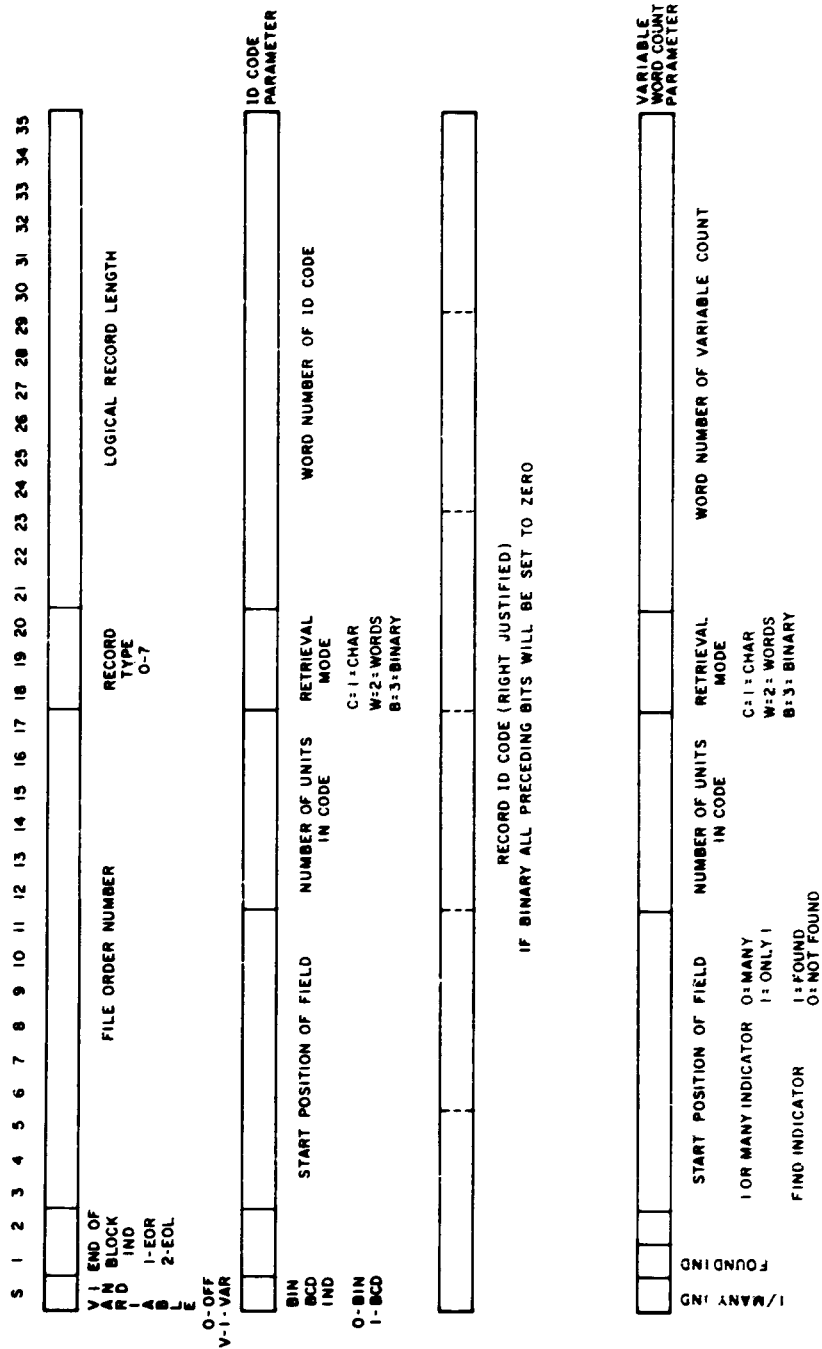 S 1 2 3 4 5 6 7 8 9 10 11 12 13 14 15 16 17 18 19 20 21 22 23 24 25 26 27 28 29 30 31 32 33 34 35
V I
A N
R D
I
A
B
L
E
0-OFF
V-1-VAR
END OF
BLOCK
IND
1-EOR
2-EOL
FILE ORDER NUMBER
RECORD
TYPE
0-7
LOGICAL RECORD LENGTH
BIN
BCD
IND
0-BIN
1-BCD
START POSITION OF FIELD
NUMBER OF UNITS
IN CODE
RETRIEVAL
MODE
C=1=CHAR
W=2=WORDS
B=3=BINARY
WORD NUMBER OF ID CODE
ID CODE
PARAMETER
RECORD ID CODE (RIGHT JUSTIFIED)
IF BINARY ALL PRECEDING BITS WILL BE SET TO ZERO
1/MANY IND
FOUND IND
START POSITION OF FIELD
1 OR MANY INDICATOR 0=MANY
1=ONLY 1
FIND INDICATOR 1=FOUND
0=NOT FOUND
NUMBER OF UNITS
IN CODE
RETRIEVAL
MODE
C=1=CHAR
W=2=WORDS
B=3=BINARY
WORD NUMBER OF VARIABLE COUNT
VARIABLE
WORD COUNT
PARAMETER